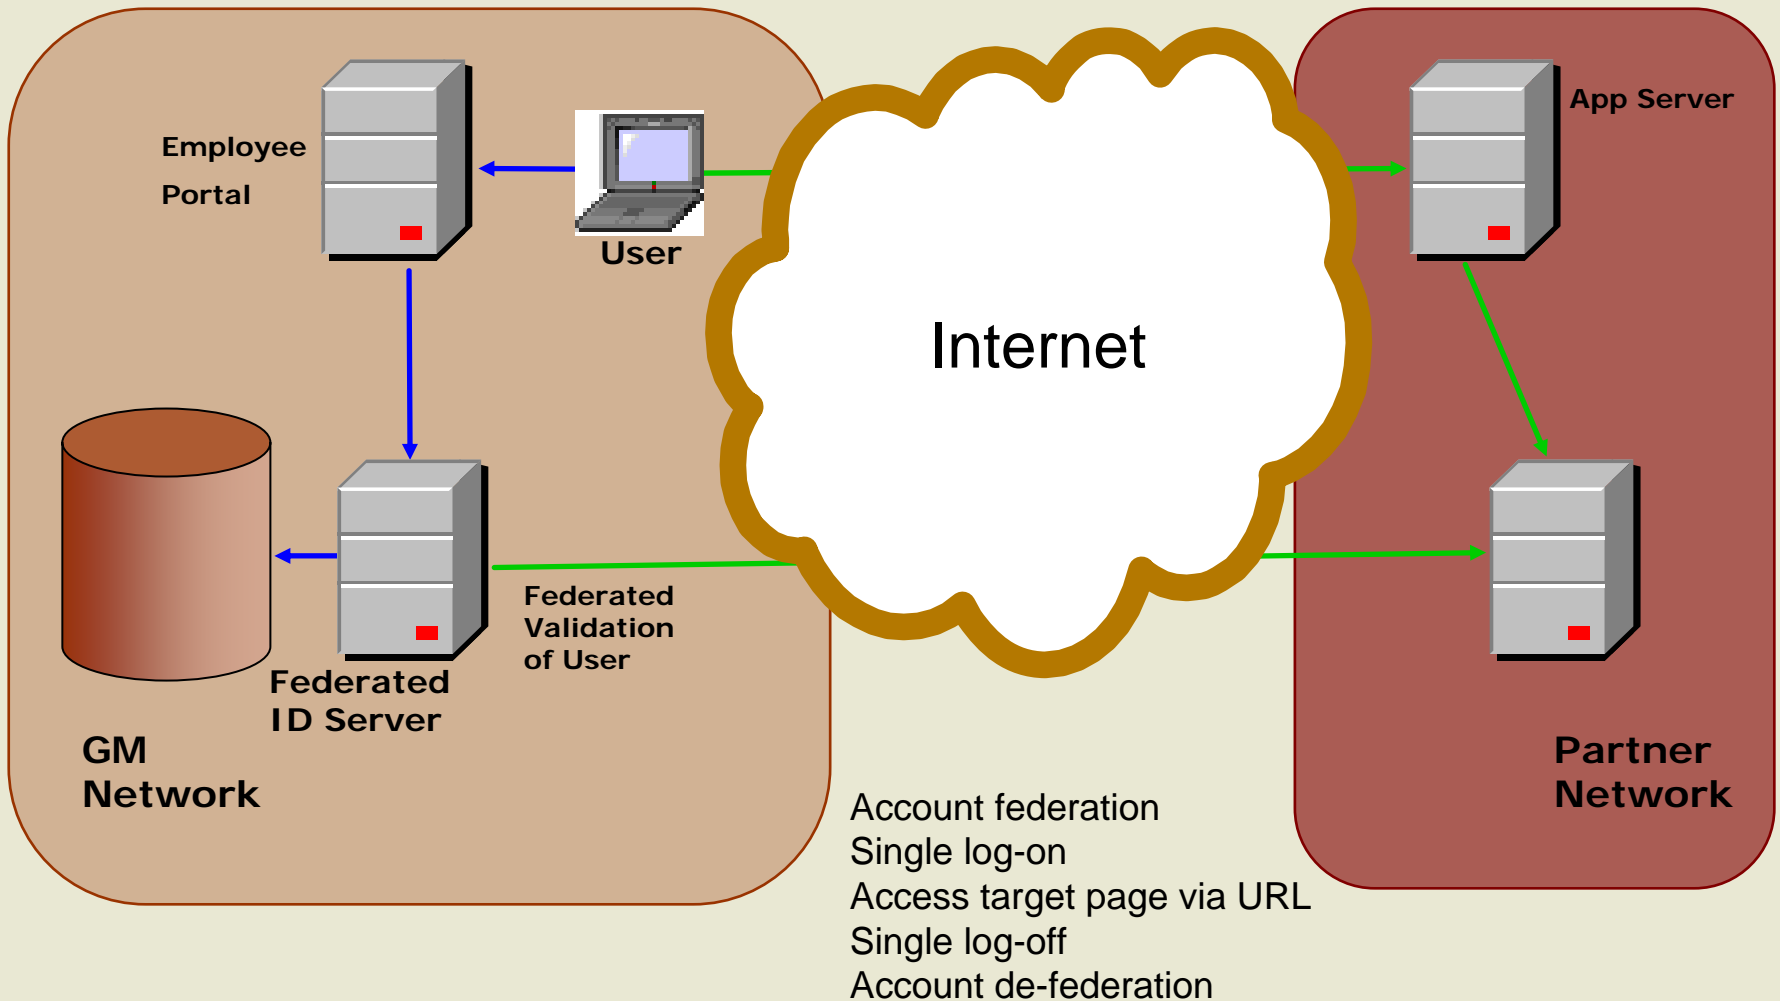 Employee
Portal
User
App Server
Internet
Federated
Validation
of User
Federated
ID Server
GM
Network
Partner
Network
Account federation
Single log-on
Access target page via URL
Single log-off
Account de-federation